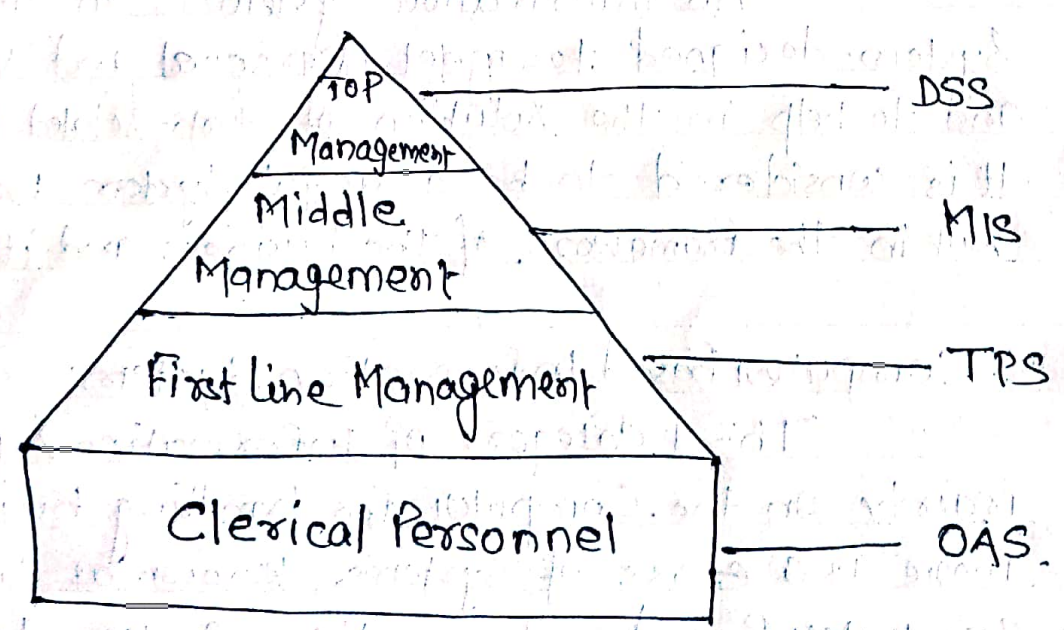 TOP
Management
DSS
Middle
Management
MIS
First Line Management
TPS
Clerical Personnel
OAS.